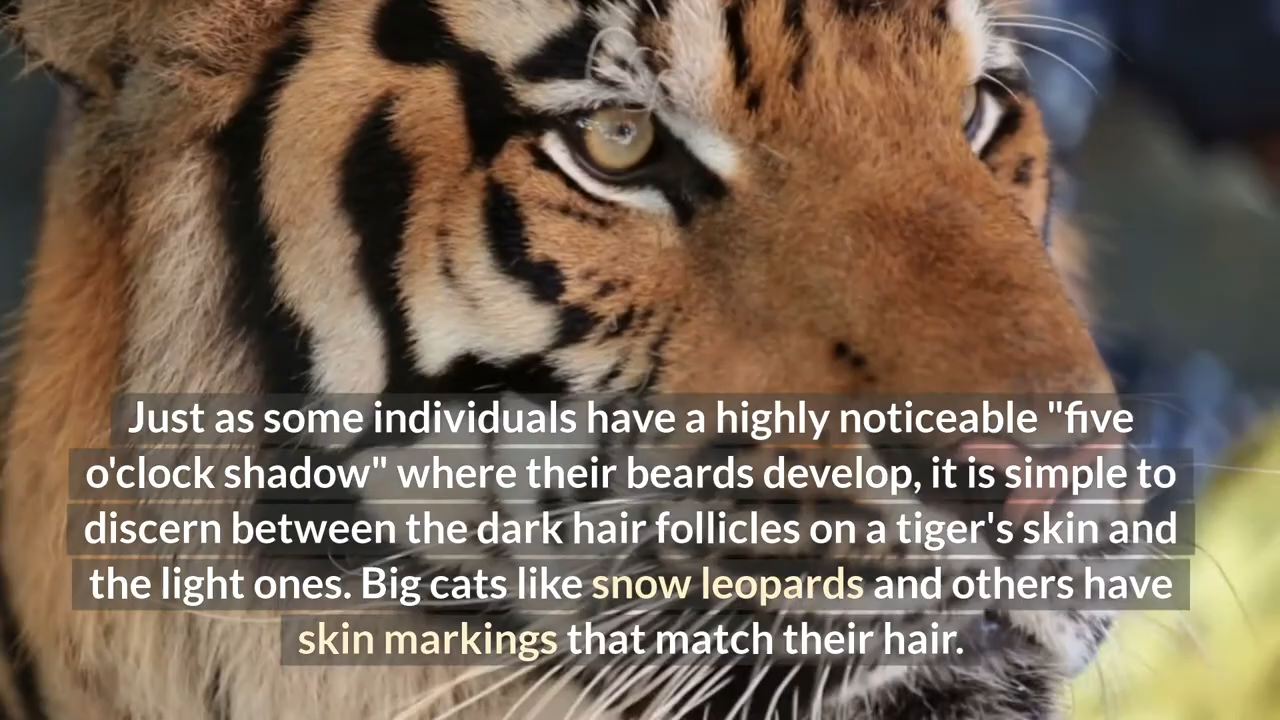 Just as some individuals have a highly noticeable "five
o'clock shadow" where their beards develop, it is simple to
discern between the dark hair follicles on a tiger's skin and
the light ones. Big cats like snow leopards and others have
skin markings that match their hair.